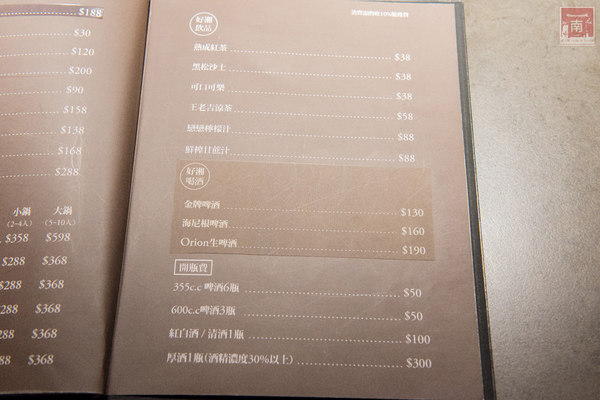 $188
$30
$120
$200
$90
$158
$138
$168
$288
小鍋 大鍋
(2-4人) (5-10人)
$358 $598
$288 $368
$288 $368
$288 $368
$288 $368
$368
好湘
飲品
熟成紅茶 $38
黑松沙士 $38
可口可樂 $38
王老吉涼茶 $58
戀戀檸檬汁 $88
鮮榨甘蔗汁 $88
好湘
喝酒
金牌啤酒 $130
海尼根啤酒 $160
Orion生啤酒 $190
開瓶費
355c.c 啤酒6瓶 $50
600c.c啤酒3瓶 $50
紅白酒 / 清酒1瓶 $100
厚酒1瓶(酒精濃度30%以上) $300
南